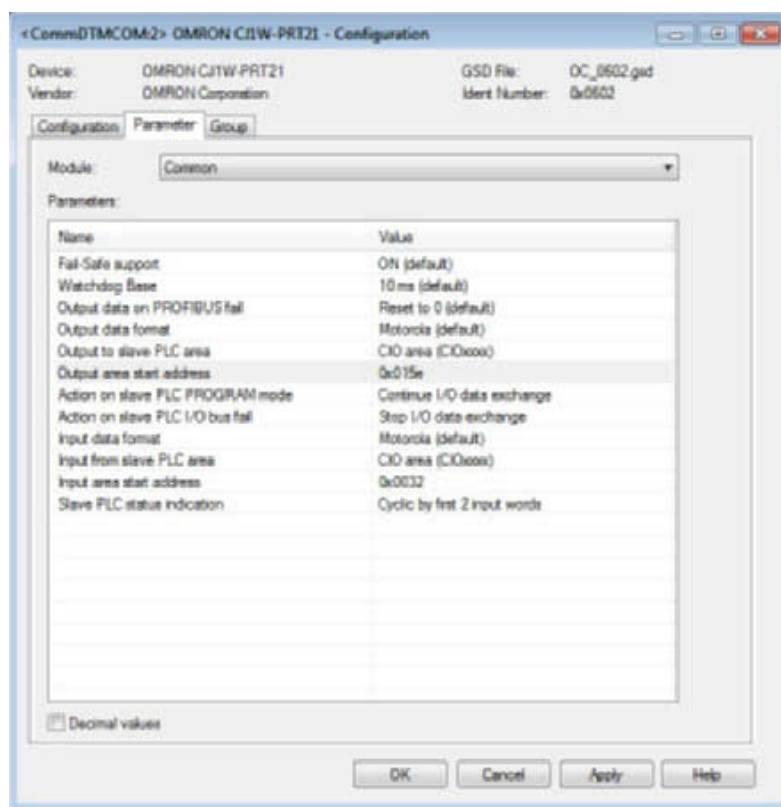 <CommDTMCOM:2> OMRON CJ1W-PRT21 - Configuration
Device: OMRON CJ1W-PRT21 GSD File: OC_0602.gsd
Vendor: OMRON Corporation Ident Number: 0x0602
Configuration Parameter Group
Module: Common
Parameters:
Name Value
Fail-Safe support ON (default)
Watchdog Base 10 ms (default)
Output data on PROFIBUS fail Reset to 0 (default)
Output data format Motorola (default)
Output to slave PLC area CIO area (CIOxxxx)
Output area start address 0x015e
Action on slave PLC PROGRAM mode Continue I/O data exchange
Action on slave PLC I/O bus fail Stop I/O data exchange
Input data format Motorola (default)
Input from slave PLC area CIO area (CIOxxxx)
Input area start address 0x0032
Slave PLC status indication Cyclic by first 2 input words
Decimal values
OK Cancel Apply Help